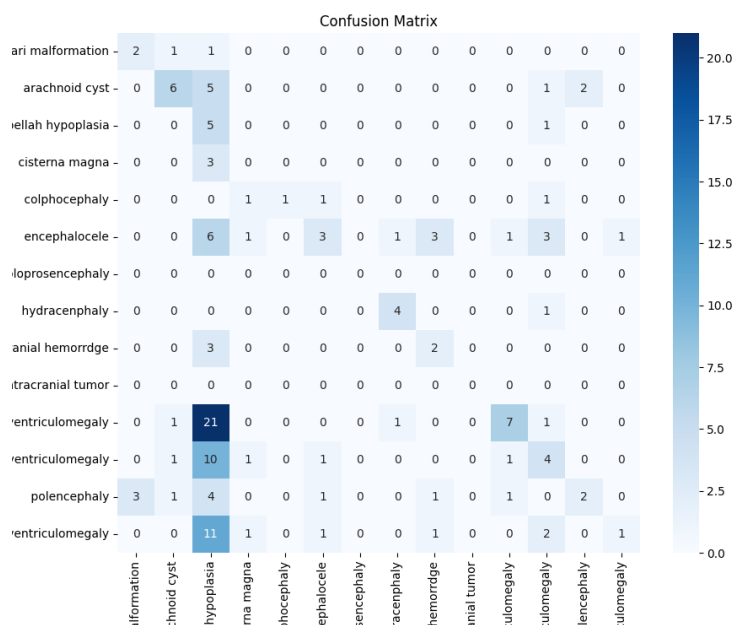 Confusion Matrix
ari malformation 2 1 1 0 0 0 0 0 0 0 0 0 0 0
arachnoid cyst 0 6 5 0 0 0 0 0 0 0 0 1 2 0
bellah hypoplasia 0 0 5 0 0 0 0 0 0 0 0 1 0 0
cisterna magna 0 0 3 0 0 0 0 0 0 0 0 0 0 0
colphocephaly 0 0 0 1 1 1 0 0 0 0 0 1 0 0
encephalocele 0 0 6 1 0 3 0 1 3 0 1 3 0 1
oloprosencephaly 0 0 0 0 0 0 0 0 0 0 0 0 0 0
hydracenphaly 0 0 0 0 0 0 0 4 0 0 0 1 0 0
anial hemorrdge 0 0 3 0 0 0 0 0 2 0 0 0 0 0
ntracranial tumor 0 0 0 0 0 0 0 0 0 0 0 0 0 0
ventriculomegaly 0 1 21 0 0 0 0 1 0 0 7 1 0 0
ventriculomegaly 0 1 10 1 0 1 0 0 0 0 1 4 0 0
polencephaly 3 1 4 0 0 1 0 0 1 0 1 0 2 0
ventriculomegaly 0 0 11 1 0 1 0 0 1 0 0 2 0 1
alformation
chnoid cyst
hypoplasia
rna magna
phocephaly
ephalocele
sencephaly
racenphaly
hemorrdge
anial tumor
culomegaly
culomegaly
lencephaly
culomegaly
20.0
17.5
15.0
12.5
10.0
7.5
5.0
2.5
0.0